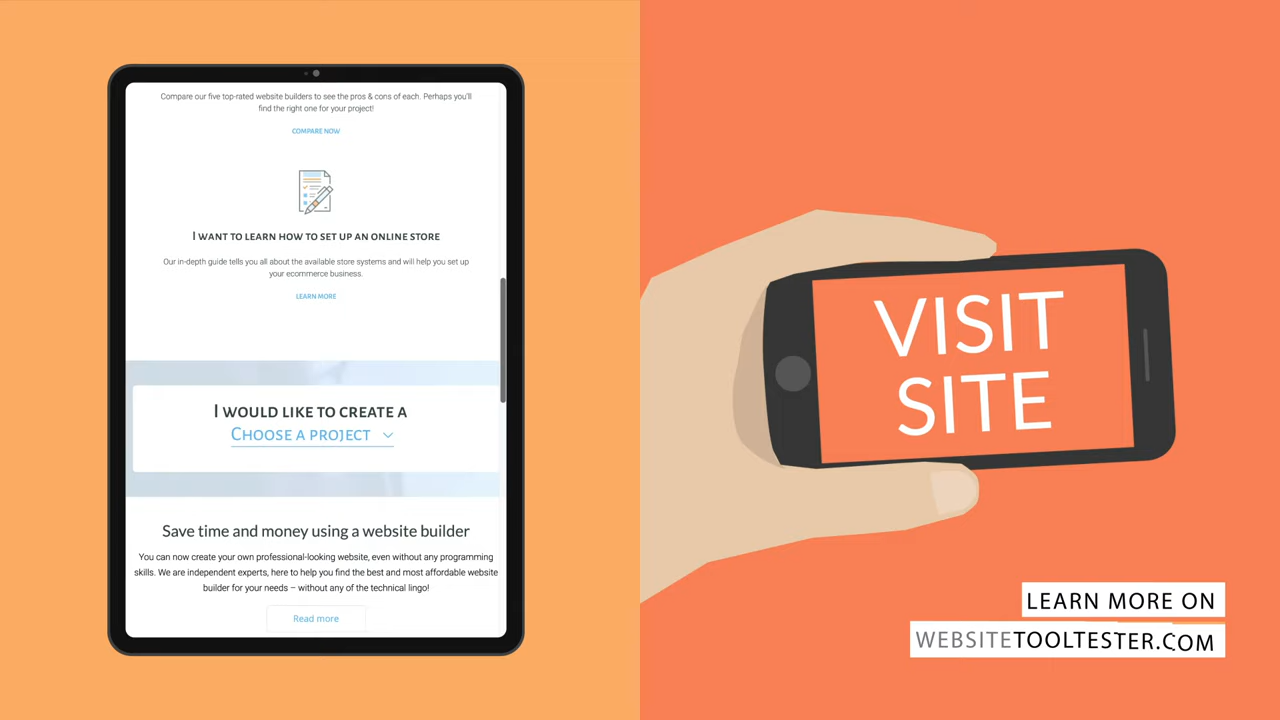 Compare our five top-rated website builders to see the pros & cons of each. Perhaps you'll
find the right one for your project!
COMPARE NOW
I WANT TO LEARN HOW TO SET UP AN ONLINE STORE
Our in-depth guide tells you all about the available store systems and will help you set up
your ecommerce business.
LEARN MORE
I WOULD LIKE TO CREATE A
CHOOSE A PROJECT
Save time and money using a website builder
You can now create your own professional-looking website, even without any programming
skills. We are independent experts, here to help you find the best and most affordable website
builder for your needs – without any of the technical lingo!
Read more
VISIT
SITE
LEARN MORE ON
WEBSITETOOLTESTER.COM